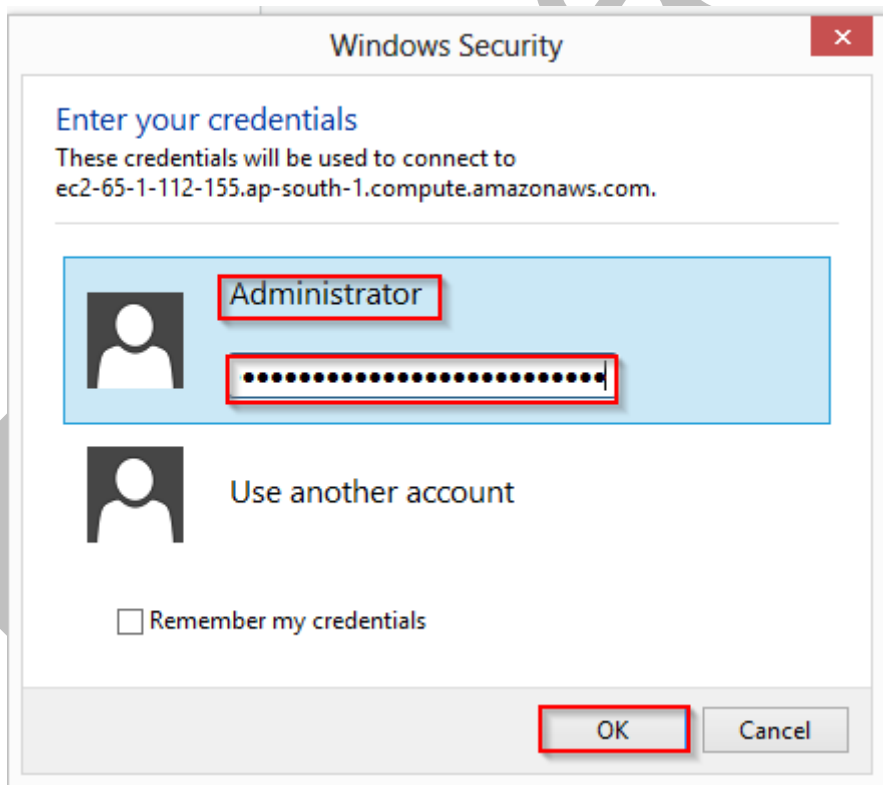 Windows Security
Enter your credentials
These credentials will be used to connect to
ec2-65-1-112-155.ap-south-1.compute.amazonaws.com.
Administrator
••••••••••••••••••••••••••
Use another account
Remember my credentials
OK
Cancel